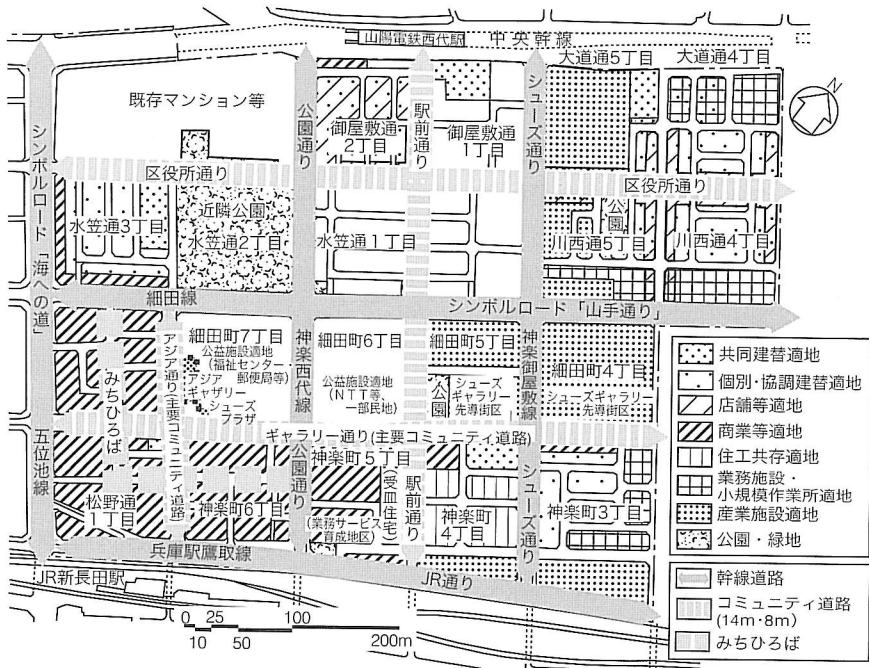 山陽電鉄西代駅
中央幹線
大道通5丁目
大道通4丁目
N
既存マンション等
公園通り
御屋敷通
2丁目
駅前通り
御屋敷通
1丁目
シューズ通り
シンボルロード「海への道」
区役所通り
区役所通り
近隣公園
水笠通3丁目
水笠通2丁目
水笠通1丁目
公園
川西通5丁目
川西通4丁目
細田線
シンボルロード「山手通り」
細田町7丁目
公益施設適地
(福祉センター
郵便局等)
アジア
ギャザリー
シューズ
プラザ
アジア通り(主要コミュニティ道路)
みちひろば
神楽西代線
細田町6丁目
公益施設適地
(NTT等、
一部民地)
細田町5丁目
公園
シューズ
ギャラリー
先導街区
神楽御屋敷線
細田町4丁目
シューズギャラリー
先導街区
ギャラリー通り(主要コミュニティ道路)
五位池線
松野通
1丁目
神楽町6丁目
公園通り
神楽町5丁目
(業務サービス
育成地区)
(受皿住宅)
駅前通り
神楽町
4丁目
シューズ通り
神楽町3丁目
兵庫駅鷹取線
JR通り
JR新長田駅
0 25 100
10 50 200m
共同建替適地
個別・協調建替適地
店舗等適地
商業等適地
住工共存適地
業務施設・
小規模作業所適地
産業施設適地
公園・緑地
幹線道路
コミュニティ道路
(14m・8m)
みちひろば